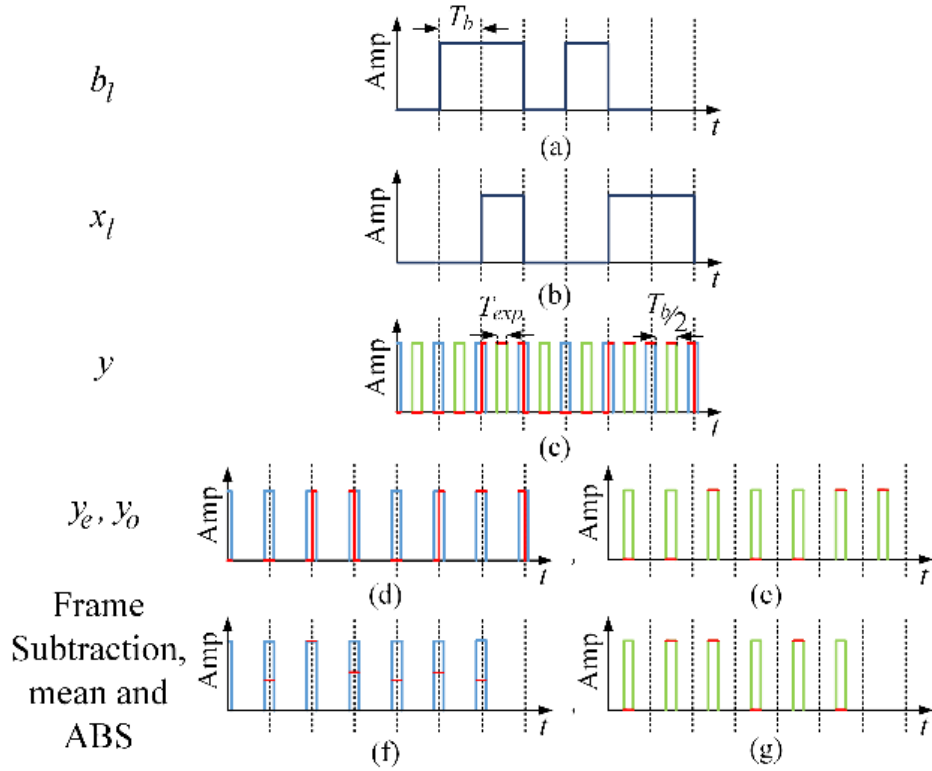 b_l
Amp
T_b
t
(a)
x_l
Amp
t
(b)
y
Amp
T_exp
T_b/2
t
(c)
y_e, y_o
Amp
t
(d)
,
Amp
t
(e)
Frame
Subtraction,
mean and
ABS
Amp
t
(f)
,
Amp
t
(g)